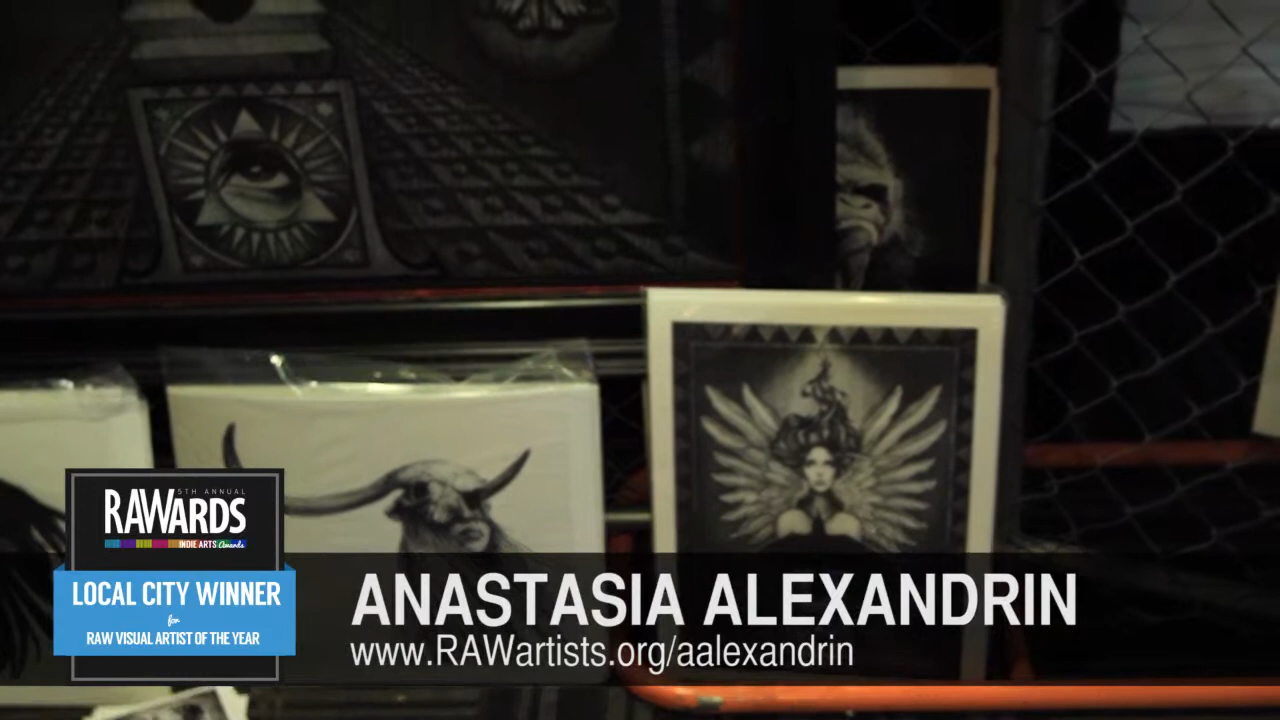 5TH ANNUAL
RAWARDS
INDIE ARTS Awards
LOCAL CITY WINNER
for
RAW VISUAL ARTIST OF THE YEAR
ANASTASIA ALEXANDRIN
www.RAWartists.org/aalexandrin